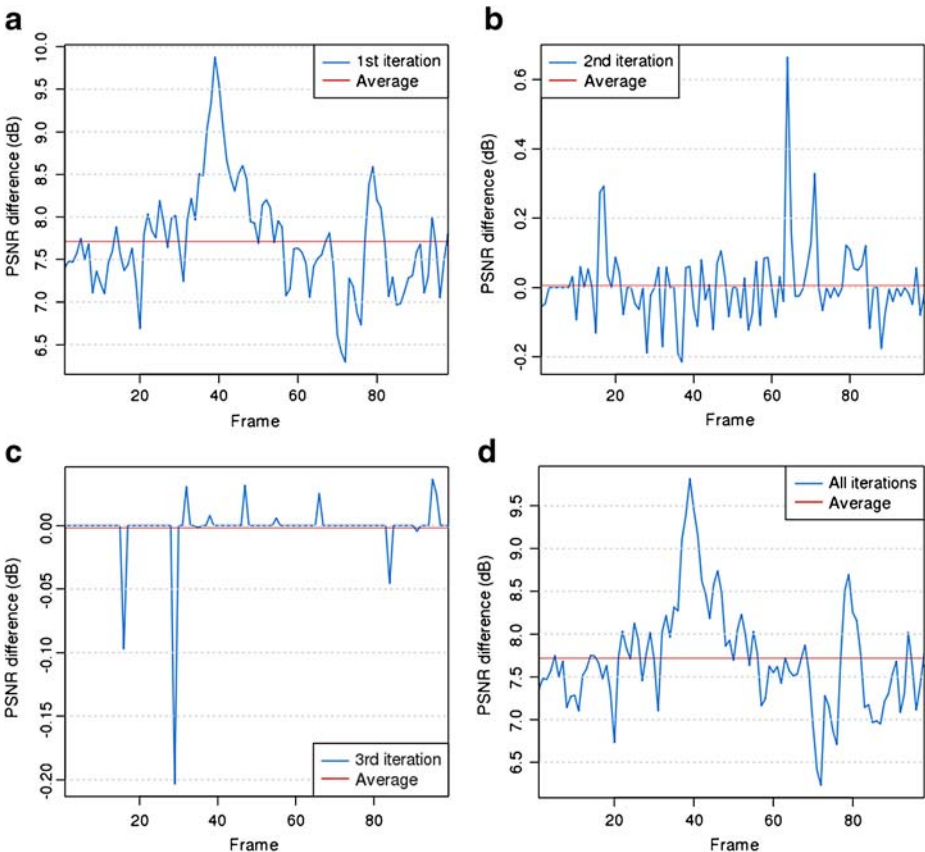 a
PSNR difference (dB)
10.0
9.5
9.0
8.5
8.0
7.5
7.0
6.5
1st iteration
Average
20 40 60 80
Frame
b
PSNR difference (dB)
0.6
0.4
0.2
0.0
-0.2
2nd iteration
Average
20 40 60 80
Frame
c
PSNR difference (dB)
0.00
-0.05
-0.10
-0.15
-0.20
3rd iteration
Average
20 40 60 80
Frame
d
PSNR difference (dB)
9.5
9.0
8.5
8.0
7.5
7.0
6.5
All iterations
Average
20 40 60 80
Frame